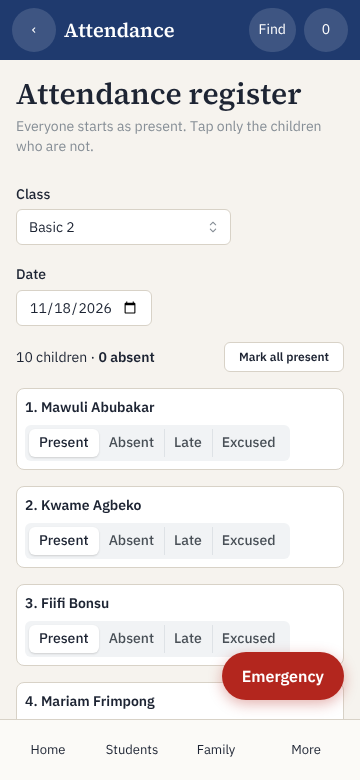 ‹ Attendance Find 0
Attendance register
Everyone starts as present. Tap only the children
who are not.
Class
Basic 2
Date
11/18/2026
10 children · 0 absent Mark all present
1. Mawuli Abubakar
Present Absent Late Excused
2. Kwame Agbeko
Present Absent Late Excused
3. Fiifi Bonsu
Present Absent Late Excused
Emergency
4. Mariam Frimpong
Home Students Family More